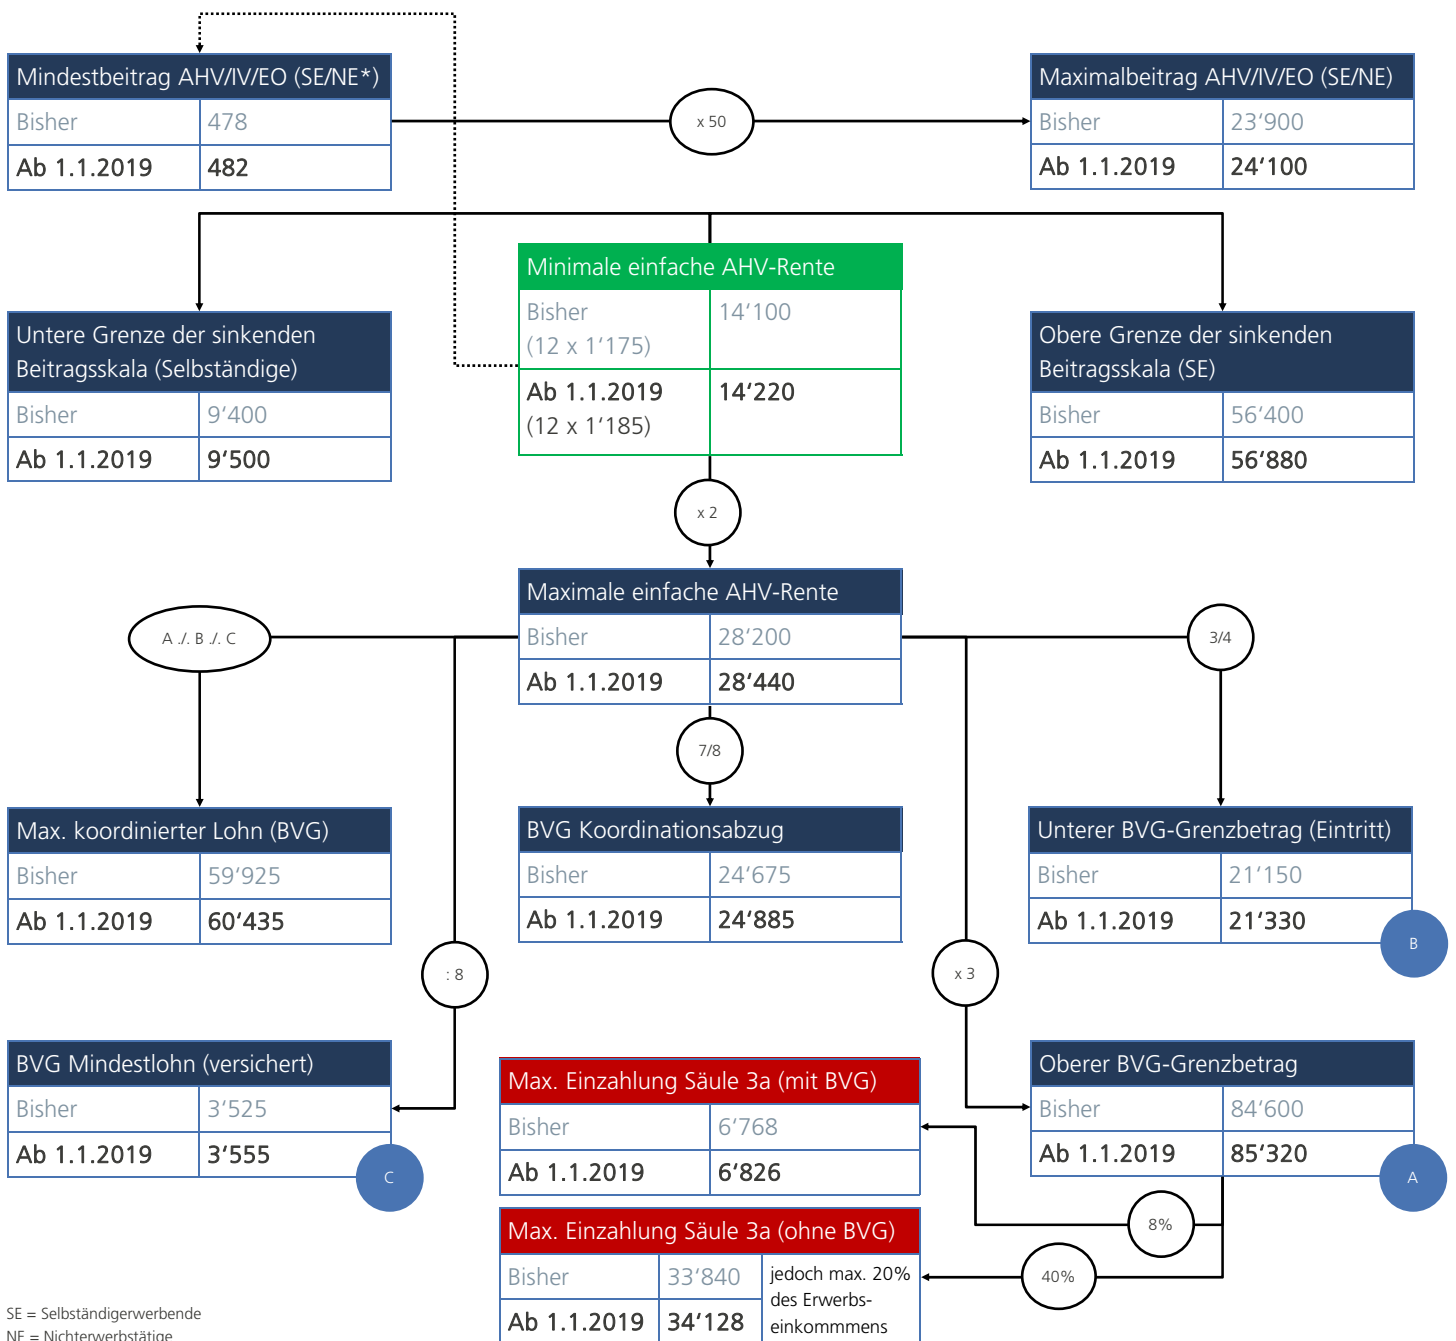 Mindestbeitrag AHV/IV/EO (SE/NE*)
Bisher 478
Ab 1.1.2019 482
x 50
Maximalbeitrag AHV/IV/EO (SE/NE)
Bisher 23‘900
Ab 1.1.2019 24‘100
Minimale einfache AHV-Rente
Bisher 14‘100
(12 x 1‘175)
Ab 1.1.2019 14‘220
(12 x 1‘185)
Untere Grenze der sinkenden
Beitragsskala (Selbständige)
Bisher 9‘400
Ab 1.1.2019 9‘500
Obere Grenze der sinkenden
Beitragsskala (SE)
Bisher 56‘400
Ab 1.1.2019 56‘880
x 2
Maximale einfache AHV-Rente
Bisher 28‘200
Ab 1.1.2019 28‘440
A ./. B ./. C
3/4
7/8
Max. koordinierter Lohn (BVG)
Bisher 59‘925
Ab 1.1.2019 60‘435
BVG Koordinationsabzug
Bisher 24‘675
Ab 1.1.2019 24‘885
Unterer BVG-Grenzbetrag (Eintritt)
Bisher 21‘150
Ab 1.1.2019 21‘330
B
: 8
x 3
BVG Mindestlohn (versichert)
Bisher 3‘525
Ab 1.1.2019 3‘555
C
Max. Einzahlung Säule 3a (mit BVG)
Bisher 6‘768
Ab 1.1.2019 6‘826
Oberer BVG-Grenzbetrag
Bisher 84‘600
Ab 1.1.2019 85‘320
A
8%
Max. Einzahlung Säule 3a (ohne BVG)
Bisher 33‘840
Ab 1.1.2019 34‘128
jedoch max. 20%
des Erwerbs-
einkommmens
40%
SE = Selbständigerwerbende
NE = Nichterwerbstätige